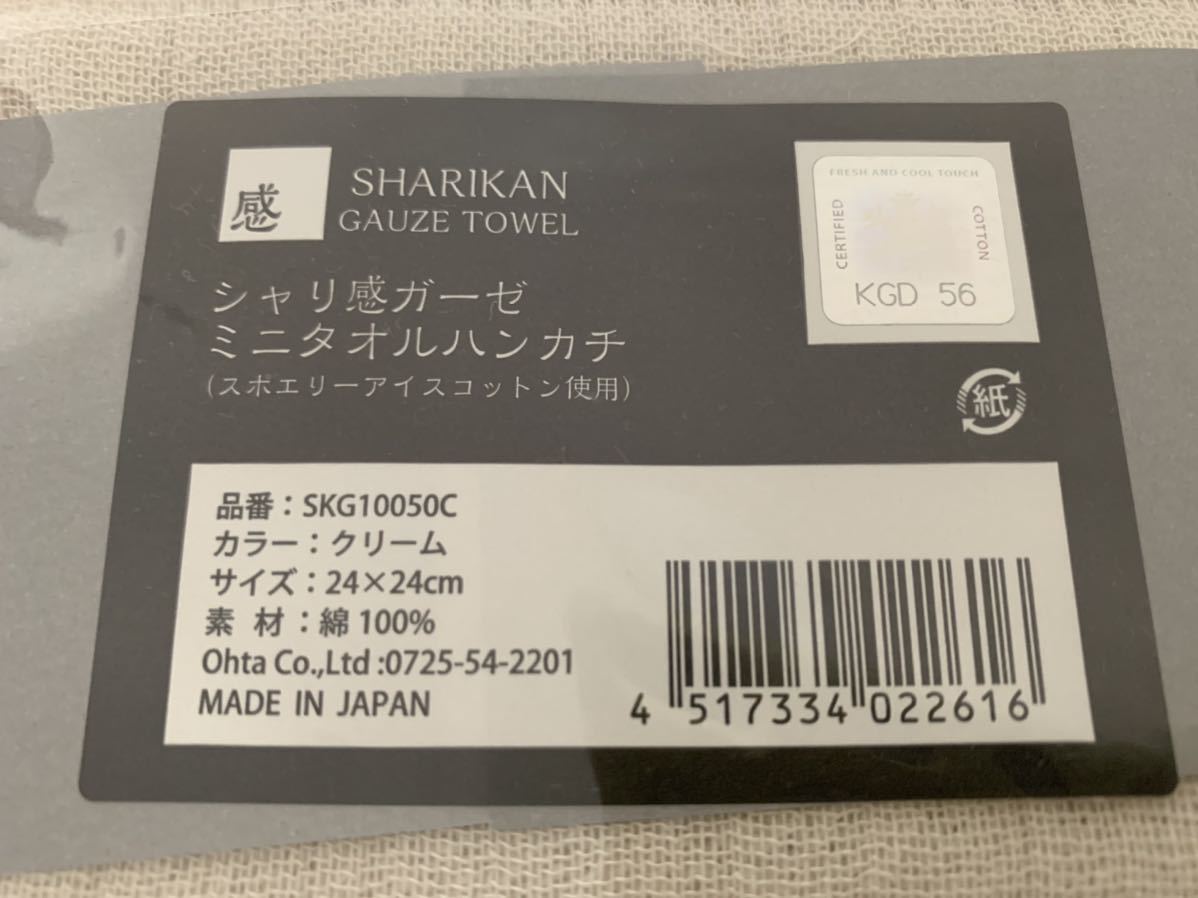 感
SHARIKAN
GAUZE TOWEL
シャリ感ガーゼ
ミニタオルハンカチ
(スポエリーアイスコットン使用)
FRESH AND COOL TOUCH
CERTIFIED
COTTON
KGD 56
紙
品番：SKG10050C
カラー：クリーム
サイズ：24×24cm
素 材：綿100%
Ohta Co.,Ltd :0725-54-2201
MADE IN JAPAN
4 517334 022616